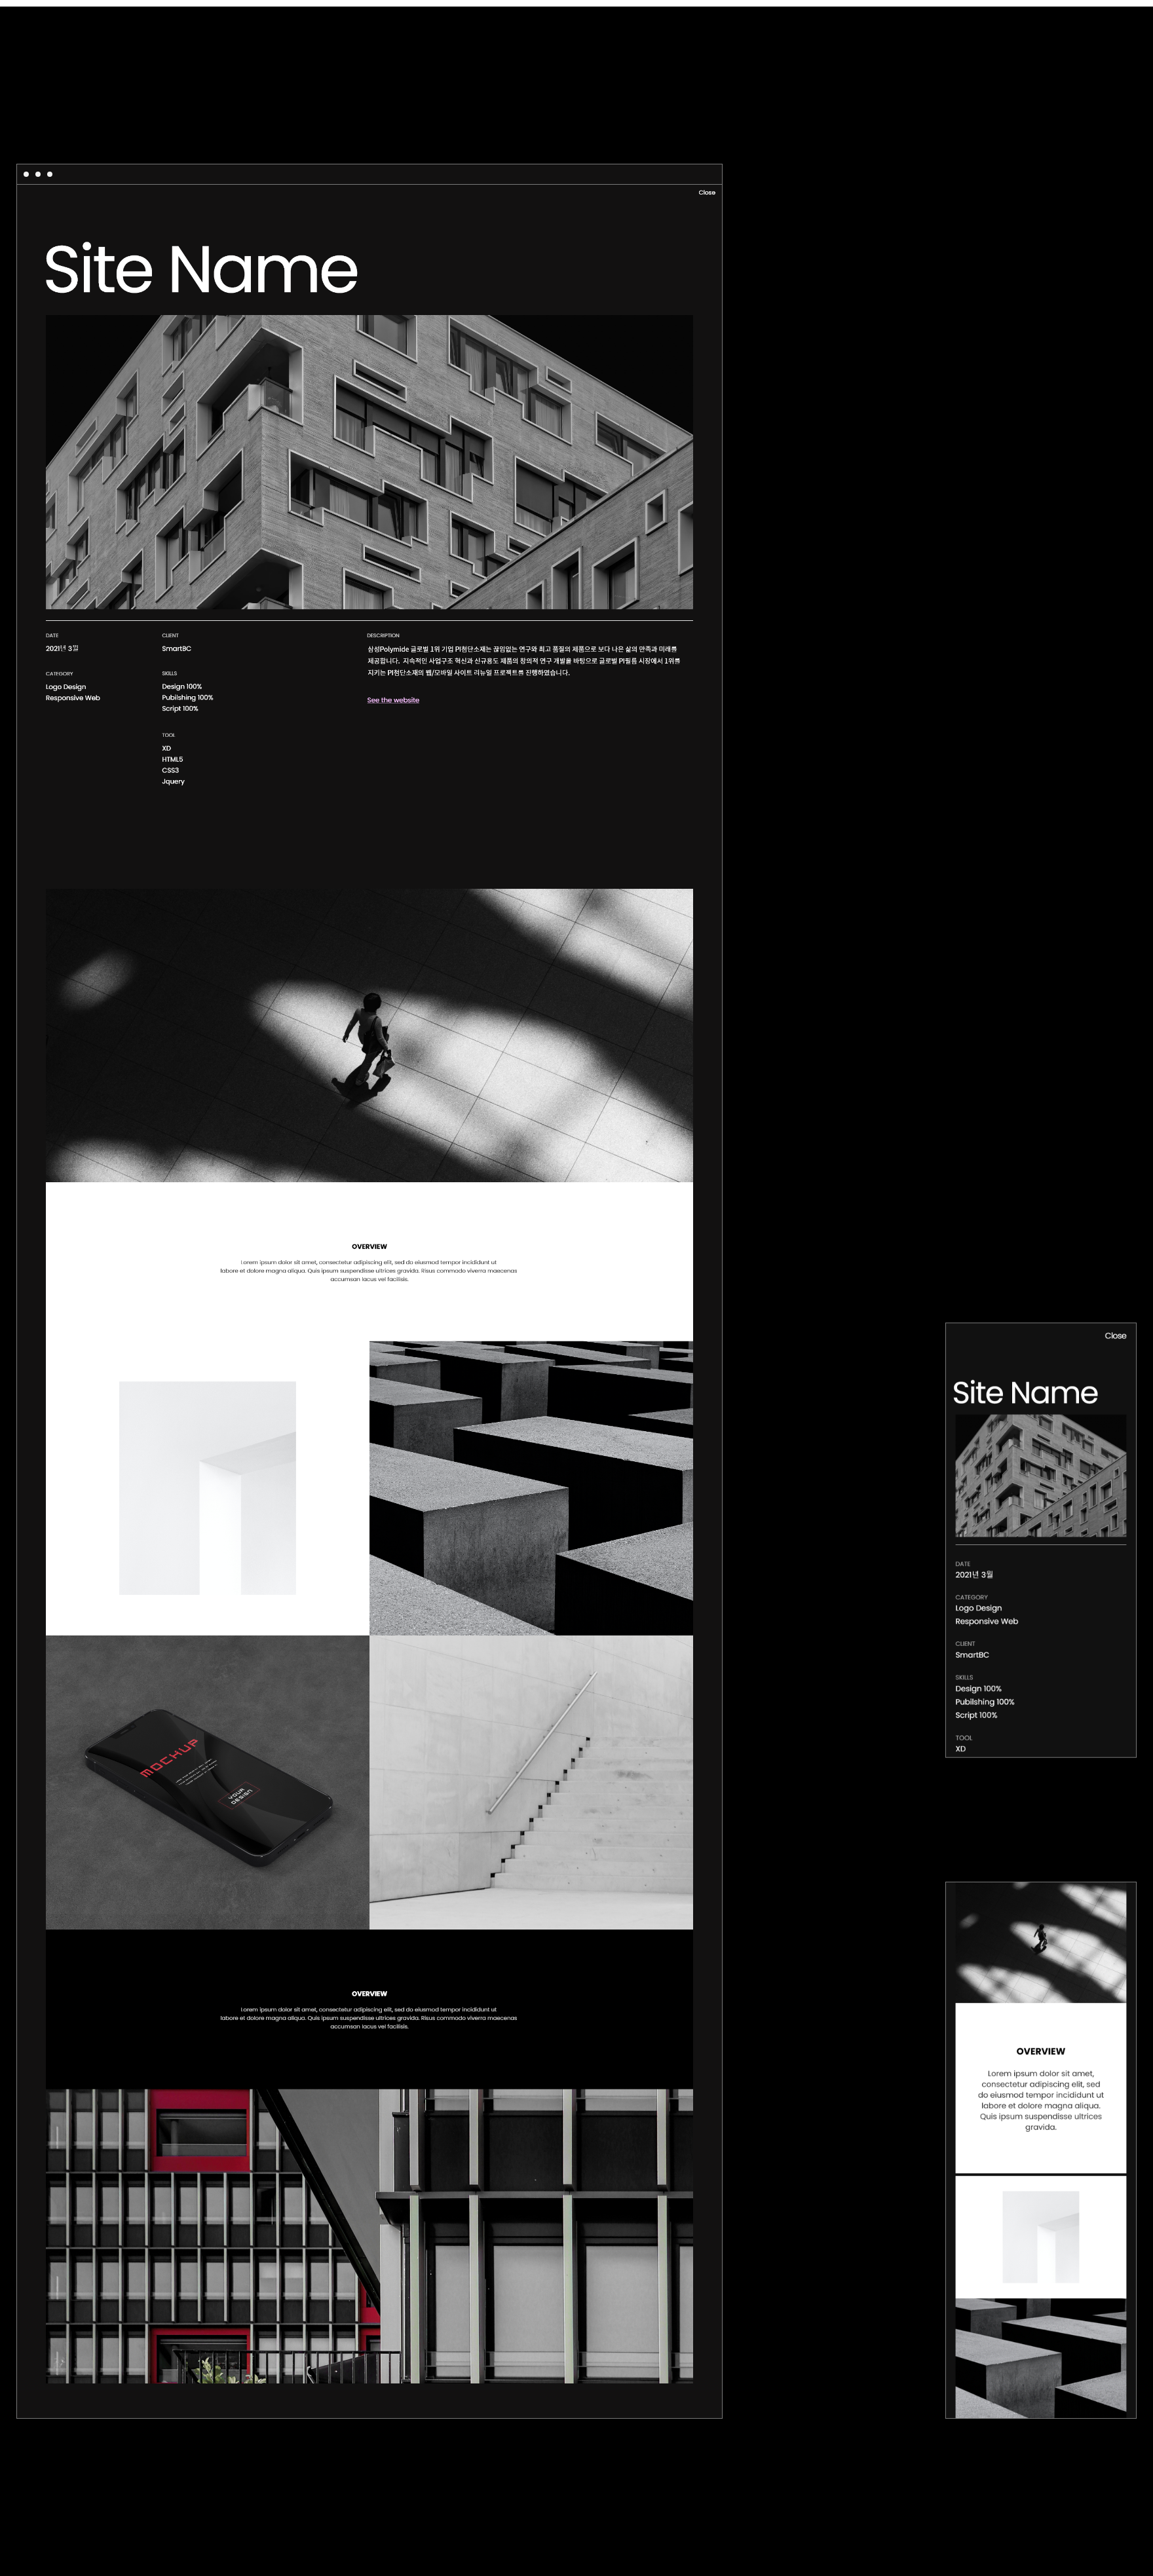 Close
Site Name
DATE
2021년 3월
CATEGORY
Logo Design
Responsive Web
CLIENT
SmartBC
SKILLS
Design 100%
Pubilshing 100%
Script 100%
TOOL
XD
HTML5
CSS3
Jquery
DESCRIPTION
삼성Polymide 글로벌 1위 기업 PI첨단소재는 끊임없는 연구와 최고 품질의 제품으로 보다 나은 삶의 만족과 미래를
제공합니다. 지속적인 사업구조 혁신과 신규용도 제품의 창의적 연구 개발을 바탕으로 글로벌 PI필름 시장에서 1위를
지키는 PI첨단소재의 웹/모바일 사이트 리뉴얼 프로젝트를 진행하였습니다.
See the website
OVERVIEW
Lorem ipsum dolor sit amet, consectetur adipiscing elit, sed do eiusmod tempor incididunt ut
labore et dolore magna aliqua. Quis ipsum suspendisse ultrices gravida. Risus commodo viverra maecenas
accumsan lacus vel facilisis.
MOCKUP
YOUR
DESIGN
OVERVIEW
Lorem ipsum dolor sit amet, consectetur adipiscing elit, sed do eiusmod tempor incididunt ut
labore et dolore magna aliqua. Quis ipsum suspendisse ultrices gravida. Risus commodo viverra maecenas
accumsan lacus vel facilisis.
Close
Site Name
DATE
2021년 3월
CATEGORY
Logo Design
Responsive Web
CLIENT
SmartBC
SKILLS
Design 100%
Pubilshing 100%
Script 100%
TOOL
XD
OVERVIEW
Lorem ipsum dolor sit amet,
consectetur adipiscing elit, sed
do eiusmod tempor incididunt ut
labore et dolore magna aliqua.
Quis ipsum suspendisse ultrices
gravida.